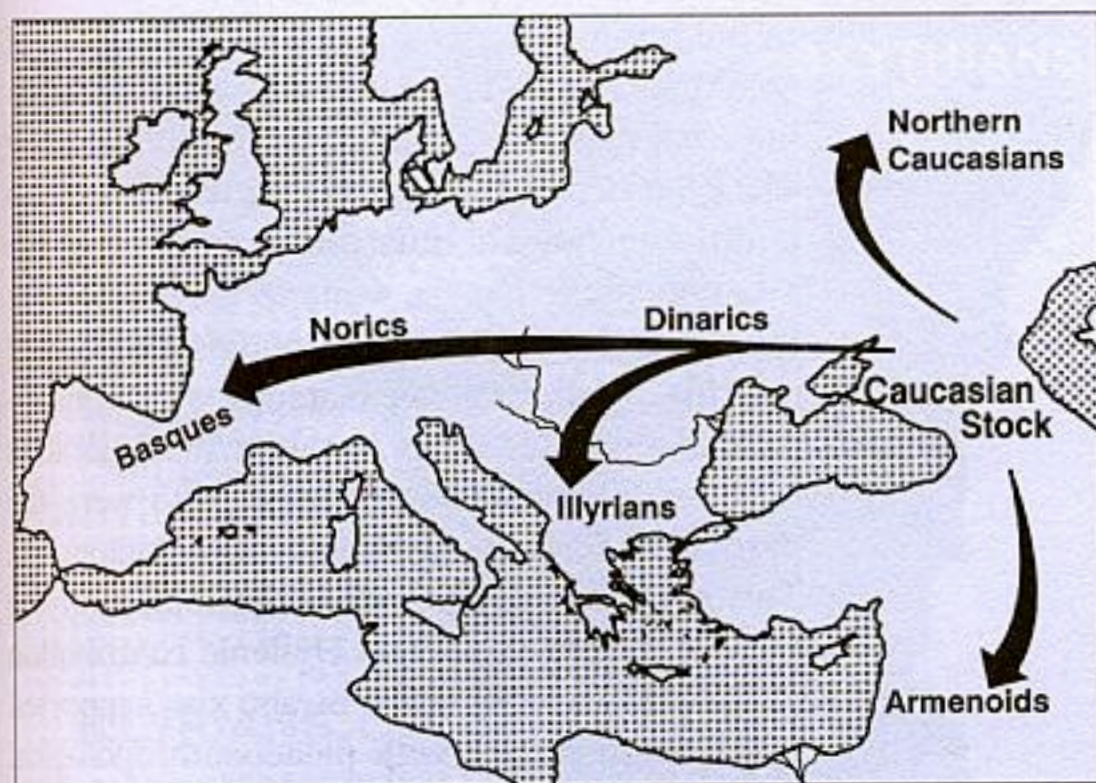 Northern
Caucasians
Norics
Dinarics
Caucasian
Stock
Basques
Illyrians
Armenoids